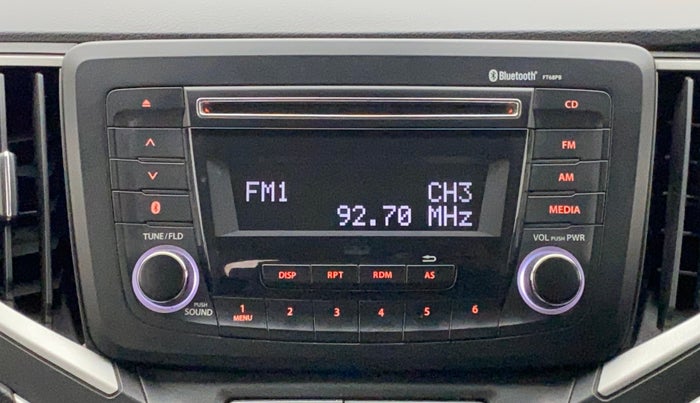 Bluetooth® FT68PB
CD
FM
AM
MEDIA
FM1 CH3
92.70 MHz
TUNE/FLD
VOL PUSH PWR
DISP RPT RDM AS
PUSH
SOUND
1 2 3 4 5 6
MENU